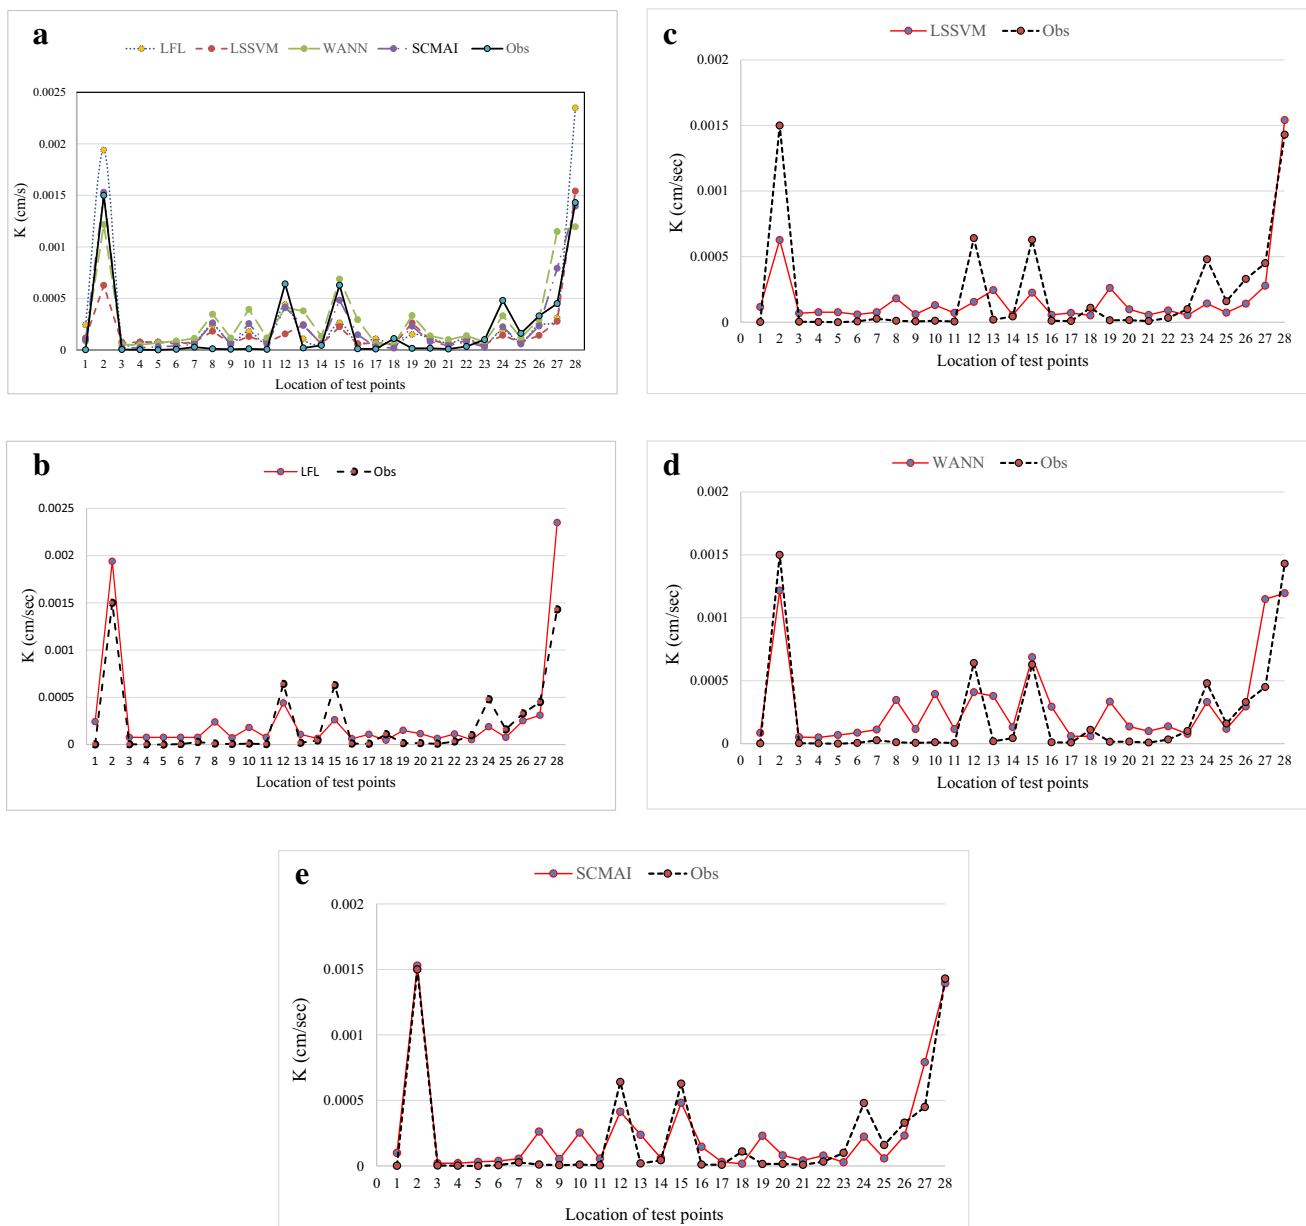 a
LFL LSSVM WANN SCMAI Obs
0.0025
0.002
0.0015
0.001
0.0005
0
K (cm/s)
1 2 3 4 5 6 7 8 9 10 11 12 13 14 15 16 17 18 19 20 21 22 23 24 25 26 27 28
Location of test points
c
LSSVM Obs
0.002
0.0015
0.001
0.0005
0
K (cm/sec)
0 1 2 3 4 5 6 7 8 9 10 11 12 13 14 15 16 17 18 19 20 21 22 23 24 25 26 27 28
Location of test points
b
LFL Obs
0.0025
0.002
0.0015
0.001
0.0005
0
K (cm/sec)
1 2 3 4 5 6 7 8 9 10 11 12 13 14 15 16 17 18 19 20 21 22 23 24 25 26 27 28
Location of test points
d
WANN Obs
0.002
0.0015
0.001
0.0005
0
K (cm/sec)
0 1 2 3 4 5 6 7 8 9 10 11 12 13 14 15 16 17 18 19 20 21 22 23 24 25 26 27 28
Location of test points
e
SCMAI Obs
0.002
0.0015
0.001
0.0005
0
K (cm/sec)
0 1 2 3 4 5 6 7 8 9 10 11 12 13 14 15 16 17 18 19 20 21 22 23 24 25 26 27 28
Location of test points